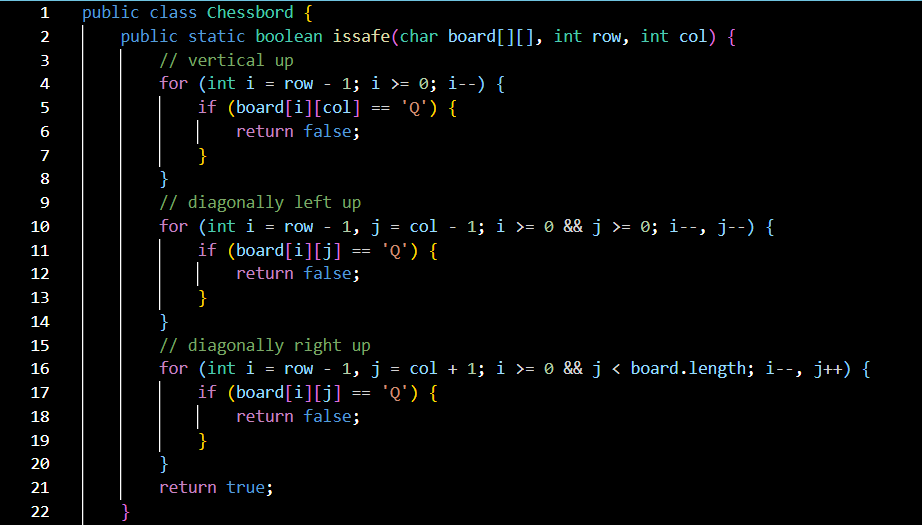 1 public class Chessbord {
2 public static boolean issafe(char board[][], int row, int col) {
3 // vertical up
4 for (int i = row - 1; i >= 0; i--) {
5 if (board[i][col] == 'Q') {
6 return false;
7 }
8 }
9 // diagonally left up
10 for (int i = row - 1, j = col - 1; i >= 0 && j >= 0; i--, j--) {
11 if (board[i][j] == 'Q') {
12 return false;
13 }
14 }
15 // diagonally right up
16 for (int i = row - 1, j = col + 1; i >= 0 && j < board.length; i--, j++) {
17 if (board[i][j] == 'Q') {
18 return false;
19 }
20 }
21 return true;
22 }